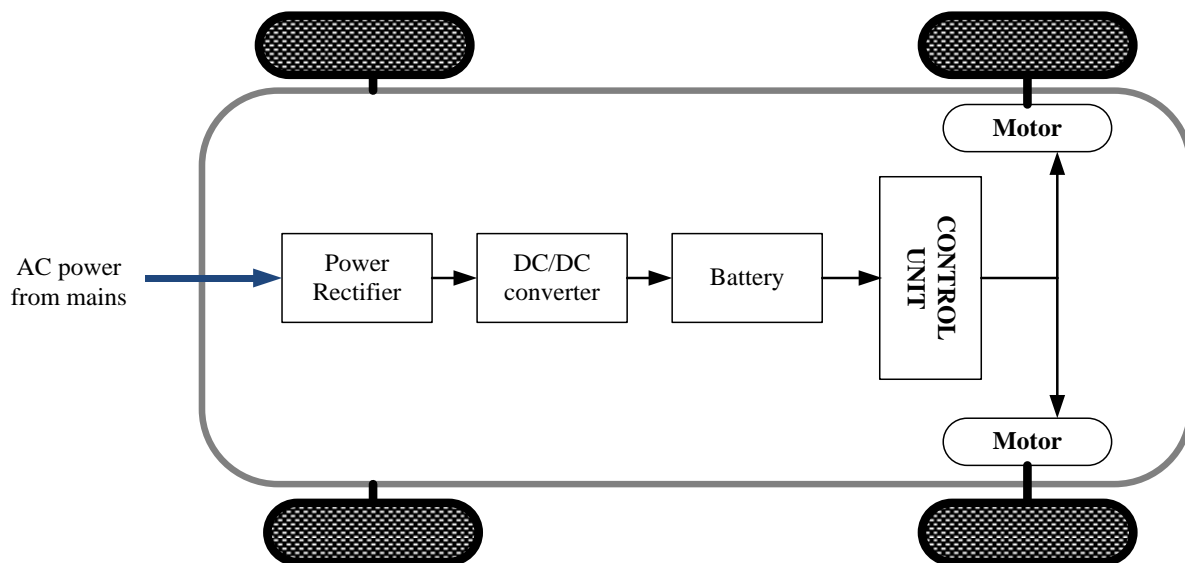 Motor
AC power
from mains
Power
Rectifier
DC/DC
converter
Battery
CONTROL
UNIT
Motor